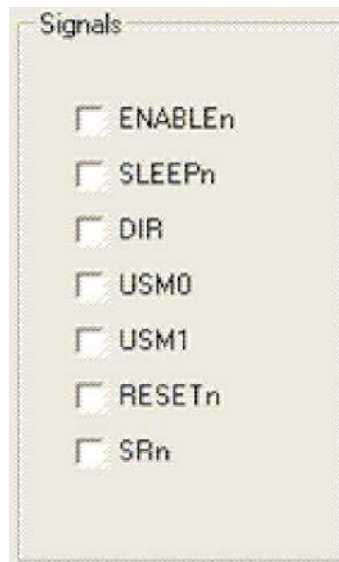 Signals
ENABLEn
SLEEPn
DIR
USM0
USM1
RESETn
SRn